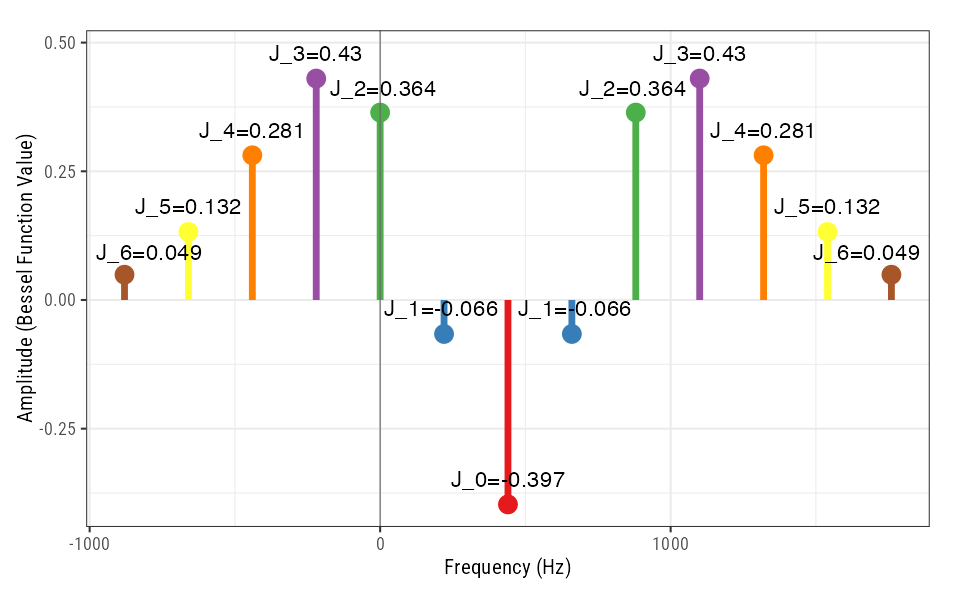 0.50
J_3=0.43
J_3=0.43
J_2=0.364
J_2=0.364
J_4=0.281
J_4=0.281
0.25
J_5=0.132
J_5=0.132
J_6=0.049
J_6=0.049
0.00
J_1=-0.066
J_1=-0.066
-0.25
J_0=-0.397
Amplitude (Bessel Function Value)
-1000
0
1000
Frequency (Hz)